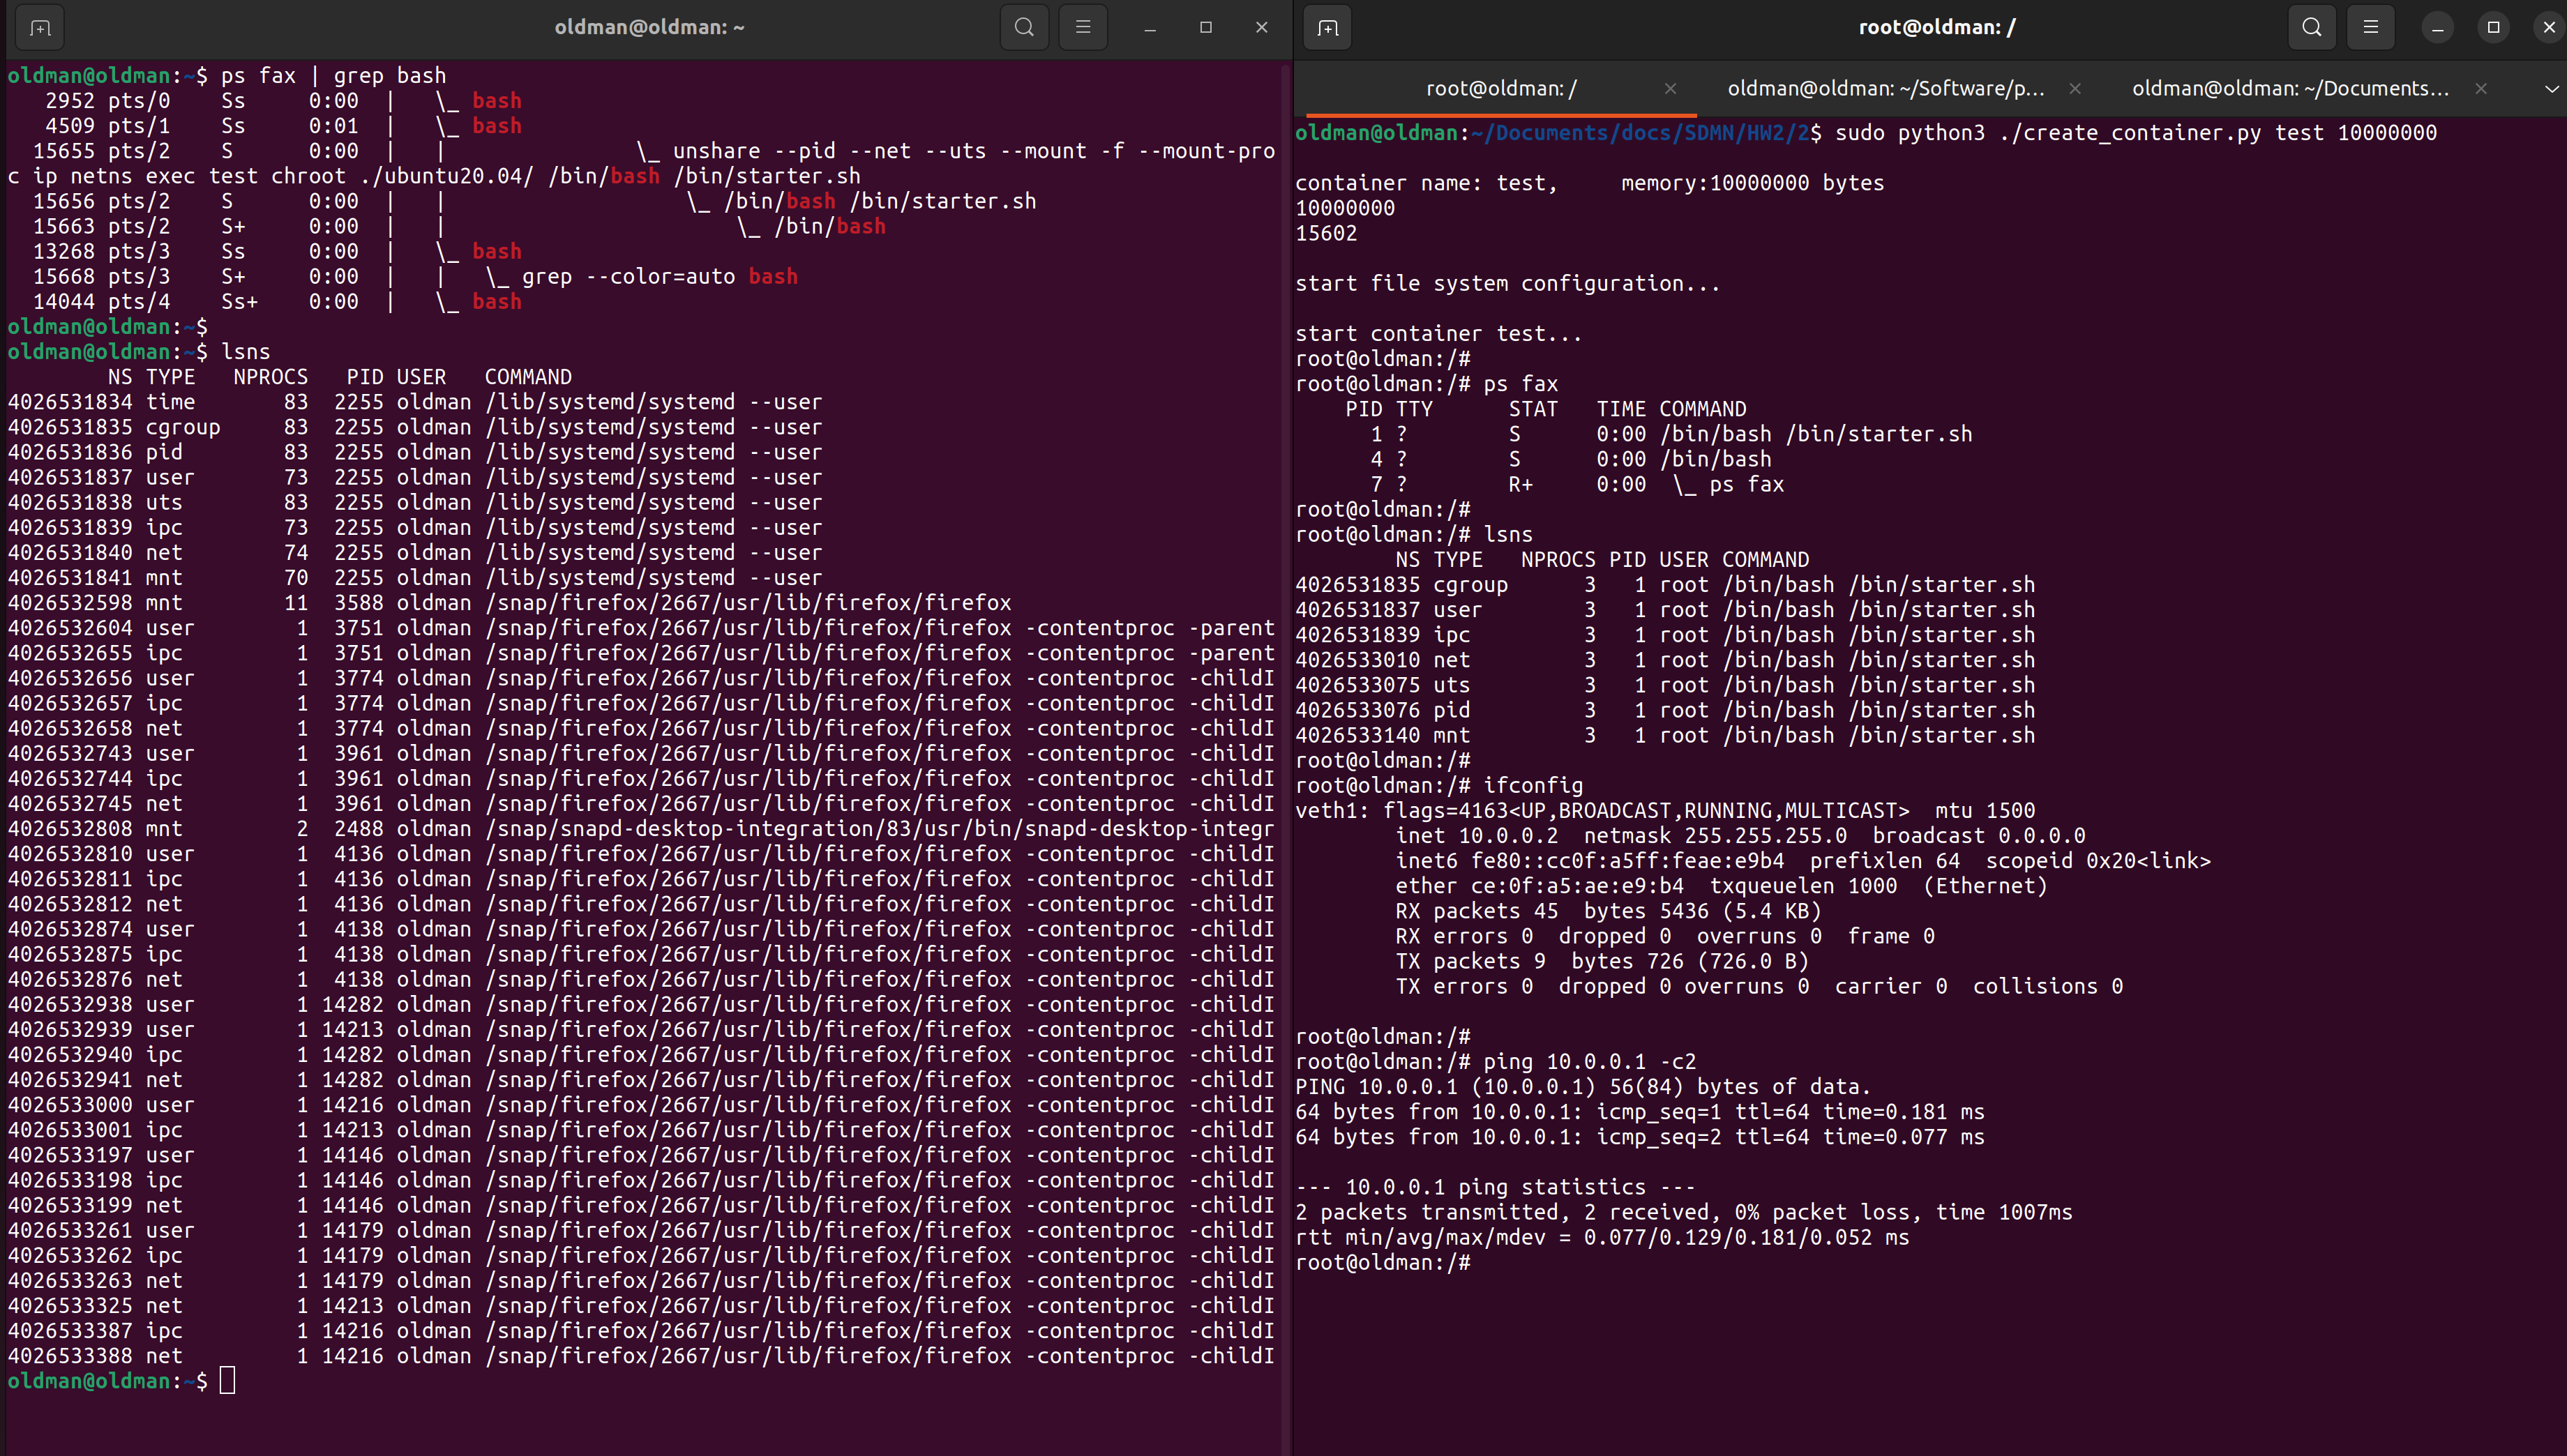 oldman@oldman: ~
oldman@oldman:~$ ps fax | grep bash
   2952 pts/0    Ss     0:00  |   \_ bash
   4509 pts/1    Ss     0:01  |   \_ bash
  15655 pts/2    S      0:00  |   |               \_ unshare --pid --net --uts --mount -f --mount-pro
c ip netns exec test chroot ./ubuntu20.04/ /bin/bash /bin/starter.sh
  15656 pts/2    S      0:00  |   |                   \_ /bin/bash /bin/starter.sh
  15663 pts/2    S+     0:00  |   |                       \_ /bin/bash
  13268 pts/3    Ss     0:00  |   \_ bash
  15668 pts/3    S+     0:00  |   |   \_ grep --color=auto bash
  14044 pts/4    Ss+    0:00  |   \_ bash
oldman@oldman:~$
oldman@oldman:~$ lsns
        NS TYPE   NPROCS   PID USER   COMMAND
4026531834 time       83  2255 oldman /lib/systemd/systemd --user
4026531835 cgroup     83  2255 oldman /lib/systemd/systemd --user
4026531836 pid        83  2255 oldman /lib/systemd/systemd --user
4026531837 user       73  2255 oldman /lib/systemd/systemd --user
4026531838 uts        83  2255 oldman /lib/systemd/systemd --user
4026531839 ipc        73  2255 oldman /lib/systemd/systemd --user
4026531840 net        74  2255 oldman /lib/systemd/systemd --user
4026531841 mnt        70  2255 oldman /lib/systemd/systemd --user
4026532598 mnt        11  3588 oldman /snap/firefox/2667/usr/lib/firefox/firefox
4026532604 user        1  3751 oldman /snap/firefox/2667/usr/lib/firefox/firefox -contentproc -parent
4026532655 ipc         1  3751 oldman /snap/firefox/2667/usr/lib/firefox/firefox -contentproc -parent
4026532656 user        1  3774 oldman /snap/firefox/2667/usr/lib/firefox/firefox -contentproc -childI
4026532657 ipc         1  3774 oldman /snap/firefox/2667/usr/lib/firefox/firefox -contentproc -childI
4026532658 net         1  3774 oldman /snap/firefox/2667/usr/lib/firefox/firefox -contentproc -childI
4026532743 user        1  3961 oldman /snap/firefox/2667/usr/lib/firefox/firefox -contentproc -childI
4026532744 ipc         1  3961 oldman /snap/firefox/2667/usr/lib/firefox/firefox -contentproc -childI
4026532745 net         1  3961 oldman /snap/firefox/2667/usr/lib/firefox/firefox -contentproc -childI
4026532808 mnt         2  2488 oldman /snap/snapd-desktop-integration/83/usr/bin/snapd-desktop-integr
4026532810 user        1  4136 oldman /snap/firefox/2667/usr/lib/firefox/firefox -contentproc -childI
4026532811 ipc         1  4136 oldman /snap/firefox/2667/usr/lib/firefox/firefox -contentproc -childI
4026532812 net         1  4136 oldman /snap/firefox/2667/usr/lib/firefox/firefox -contentproc -childI
4026532874 user        1  4138 oldman /snap/firefox/2667/usr/lib/firefox/firefox -contentproc -childI
4026532875 ipc         1  4138 oldman /snap/firefox/2667/usr/lib/firefox/firefox -contentproc -childI
4026532876 net         1  4138 oldman /snap/firefox/2667/usr/lib/firefox/firefox -contentproc -childI
4026532938 user        1 14282 oldman /snap/firefox/2667/usr/lib/firefox/firefox -contentproc -childI
4026532939 user        1 14213 oldman /snap/firefox/2667/usr/lib/firefox/firefox -contentproc -childI
4026532940 ipc         1 14282 oldman /snap/firefox/2667/usr/lib/firefox/firefox -contentproc -childI
4026532941 net         1 14282 oldman /snap/firefox/2667/usr/lib/firefox/firefox -contentproc -childI
4026533000 user        1 14216 oldman /snap/firefox/2667/usr/lib/firefox/firefox -contentproc -childI
4026533001 ipc         1 14213 oldman /snap/firefox/2667/usr/lib/firefox/firefox -contentproc -childI
4026533197 user        1 14146 oldman /snap/firefox/2667/usr/lib/firefox/firefox -contentproc -childI
4026533198 ipc         1 14146 oldman /snap/firefox/2667/usr/lib/firefox/firefox -contentproc -childI
4026533199 net         1 14146 oldman /snap/firefox/2667/usr/lib/firefox/firefox -contentproc -childI
4026533261 user        1 14179 oldman /snap/firefox/2667/usr/lib/firefox/firefox -contentproc -childI
4026533262 ipc         1 14179 oldman /snap/firefox/2667/usr/lib/firefox/firefox -contentproc -childI
4026533263 net         1 14179 oldman /snap/firefox/2667/usr/lib/firefox/firefox -contentproc -childI
4026533325 net         1 14213 oldman /snap/firefox/2667/usr/lib/firefox/firefox -contentproc -childI
4026533387 ipc         1 14216 oldman /snap/firefox/2667/usr/lib/firefox/firefox -contentproc -childI
4026533388 net         1 14216 oldman /snap/firefox/2667/usr/lib/firefox/firefox -contentproc -childI
oldman@oldman:~$
root@oldman: /
root@oldman: /    oldman@oldman: ~/Software/p...    oldman@oldman: ~/Documents...
oldman@oldman:~/Documents/docs/SDMN/HW2/2$ sudo python3 ./create_container.py test 10000000
container name: test,     memory:10000000 bytes
10000000
15602
start file system configuration...
start container test...
root@oldman:/#
root@oldman:/# ps fax
    PID TTY      STAT   TIME COMMAND
      1 ?        S      0:00 /bin/bash /bin/starter.sh
      4 ?        S      0:00 /bin/bash
      7 ?        R+     0:00  \_ ps fax
root@oldman:/#
root@oldman:/# lsns
        NS TYPE   NPROCS PID USER COMMAND
4026531835 cgroup      3   1 root /bin/bash /bin/starter.sh
4026531837 user        3   1 root /bin/bash /bin/starter.sh
4026531839 ipc         3   1 root /bin/bash /bin/starter.sh
4026533010 net         3   1 root /bin/bash /bin/starter.sh
4026533075 uts         3   1 root /bin/bash /bin/starter.sh
4026533076 pid         3   1 root /bin/bash /bin/starter.sh
4026533140 mnt         3   1 root /bin/bash /bin/starter.sh
root@oldman:/#
root@oldman:/# ifconfig
veth1: flags=4163<UP,BROADCAST,RUNNING,MULTICAST>  mtu 1500
        inet 10.0.0.2  netmask 255.255.255.0  broadcast 0.0.0.0
        inet6 fe80::cc0f:a5ff:feae:e9b4  prefixlen 64  scopeid 0x20<link>
        ether ce:0f:a5:ae:e9:b4  txqueuelen 1000  (Ethernet)
        RX packets 45  bytes 5436 (5.4 KB)
        RX errors 0  dropped 0  overruns 0  frame 0
        TX packets 9  bytes 726 (726.0 B)
        TX errors 0  dropped 0 overruns 0  carrier 0  collisions 0
root@oldman:/#
root@oldman:/# ping 10.0.0.1 -c2
PING 10.0.0.1 (10.0.0.1) 56(84) bytes of data.
64 bytes from 10.0.0.1: icmp_seq=1 ttl=64 time=0.181 ms
64 bytes from 10.0.0.1: icmp_seq=2 ttl=64 time=0.077 ms
--- 10.0.0.1 ping statistics ---
2 packets transmitted, 2 received, 0% packet loss, time 1007ms
rtt min/avg/max/mdev = 0.077/0.129/0.181/0.052 ms
root@oldman:/#